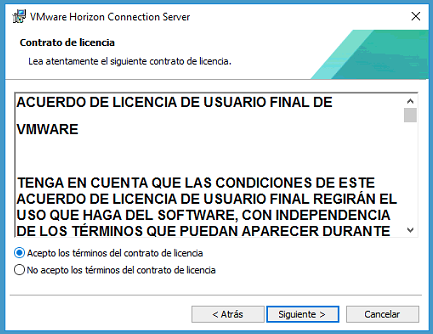 VMware Horizon Connection Server
Contrato de licencia
Lea atentamente el siguiente contrato de licencia.
ACUERDO DE LICENCIA DE USUARIO FINAL DE
VMWARE
TENGA EN CUENTA QUE LAS CONDICIONES DE ESTE
ACUERDO DE LICENCIA DE USUARIO FINAL REGIRÁN EL
USO QUE HAGA DEL SOFTWARE, CON INDEPENDENCIA
DE LOS TÉRMINOS QUE PUEDAN APARECER DURANTE
Acepto los términos del contrato de licencia
No acepto los términos del contrato de licencia
< Atrás
Siguiente >
Cancelar